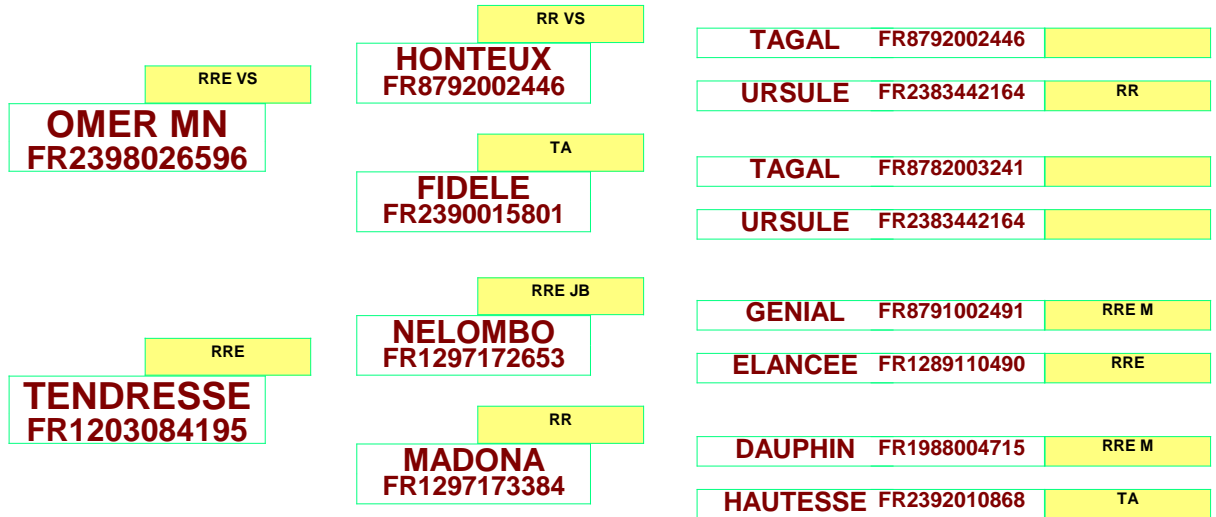 RRE VS
OMER MN
FR2398026596
RRE
TENDRESSE
FR1203084195
RR VS
HONTEUX
FR8792002446
TA
FIDELE
FR2390015801
RRE JB
NELOMBO
FR1297172653
RR
MADONA
FR1297173384
TAGAL FR8792002446
URSULE FR2383442164 RR
TAGAL FR8782003241
URSULE FR2383442164
GENIAL FR8791002491 RRE M
ELANCEE FR1289110490 RRE
DAUPHIN FR1988004715 RRE M
HAUTESSE FR2392010868 TA